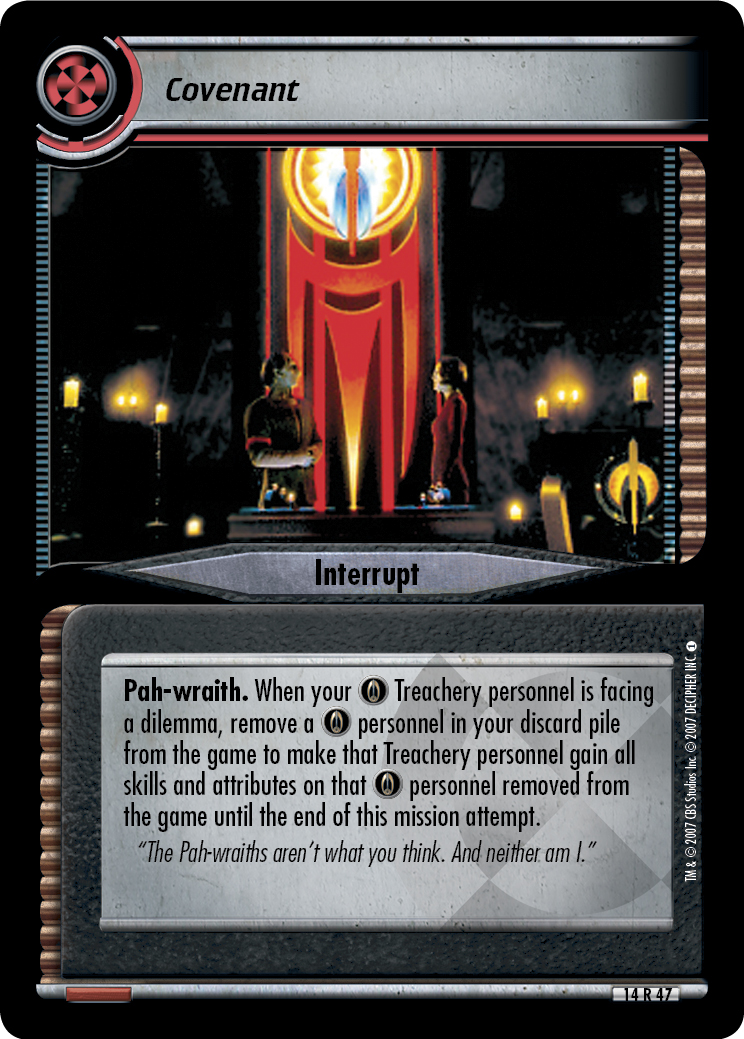 Covenant
Interrupt
Pah-wraith. When your Treachery personnel is facing
a dilemma, remove a personnel in your discard pile
from the game to make that Treachery personnel gain all
skills and attributes on that personnel removed from
the game until the end of this mission attempt.
“The Pah-wraiths aren’t what you think. And neither am I.”
TM & © 2007 CBS Studios Inc. © 2007 DECIPHER INC. 1
14 R 47